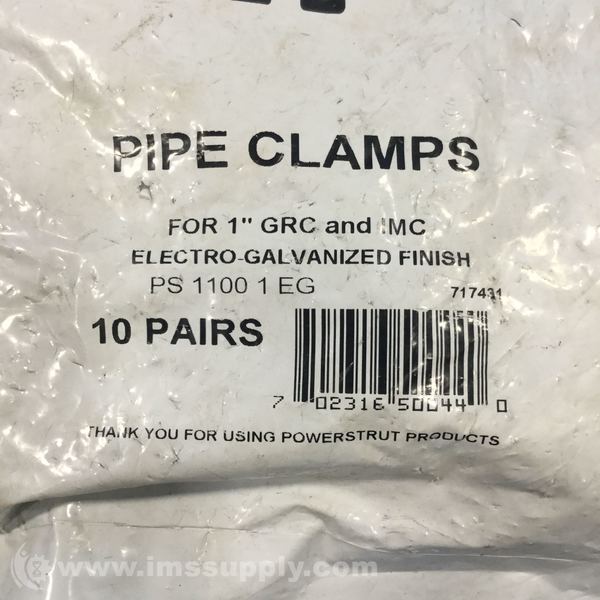 PIPE CLAMPS
FOR 1" GRC and IMC
ELECTRO-GALVANIZED FINISH
PS 1100 1 EG
717431
10 PAIRS
7 02316 50044 0
THANK YOU FOR USING POWERSTRUT PRODUCTS
www.imssupply.com